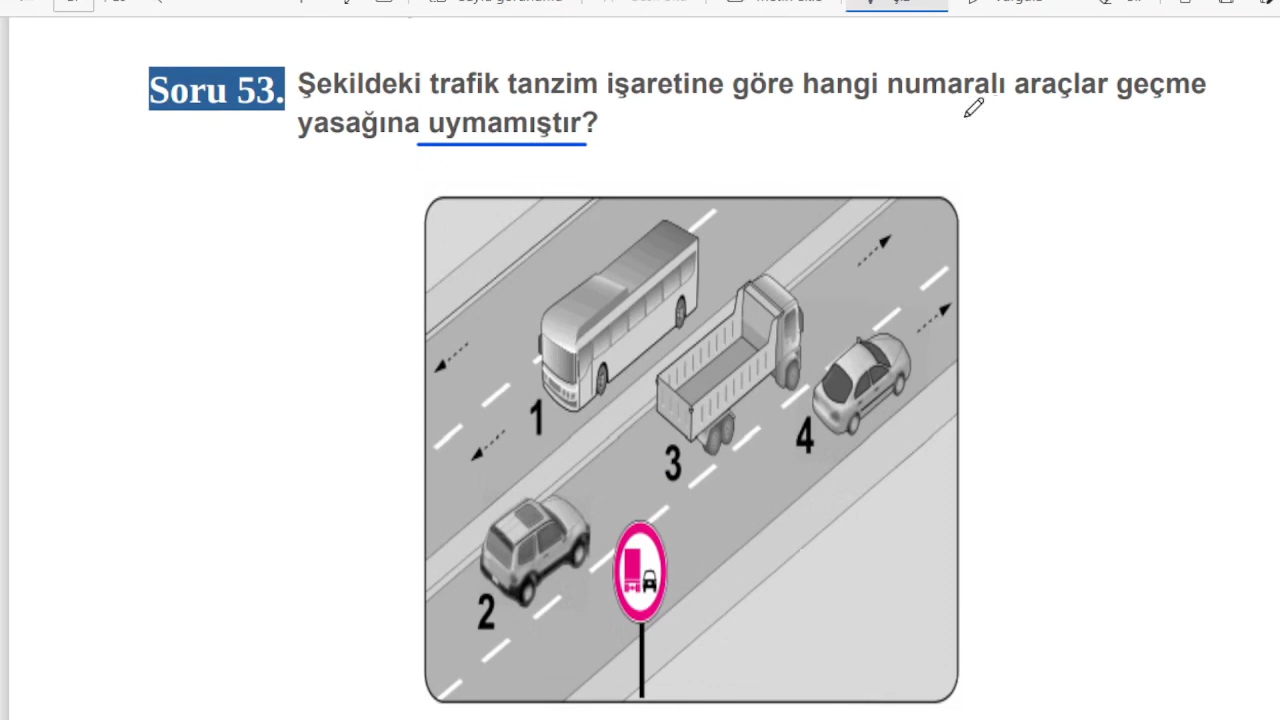 Soru 53. Şekildeki trafik tanzim işaretine göre hangi numaralı araçlar geçme
yasağına uymamıştır?
1
3
4
2